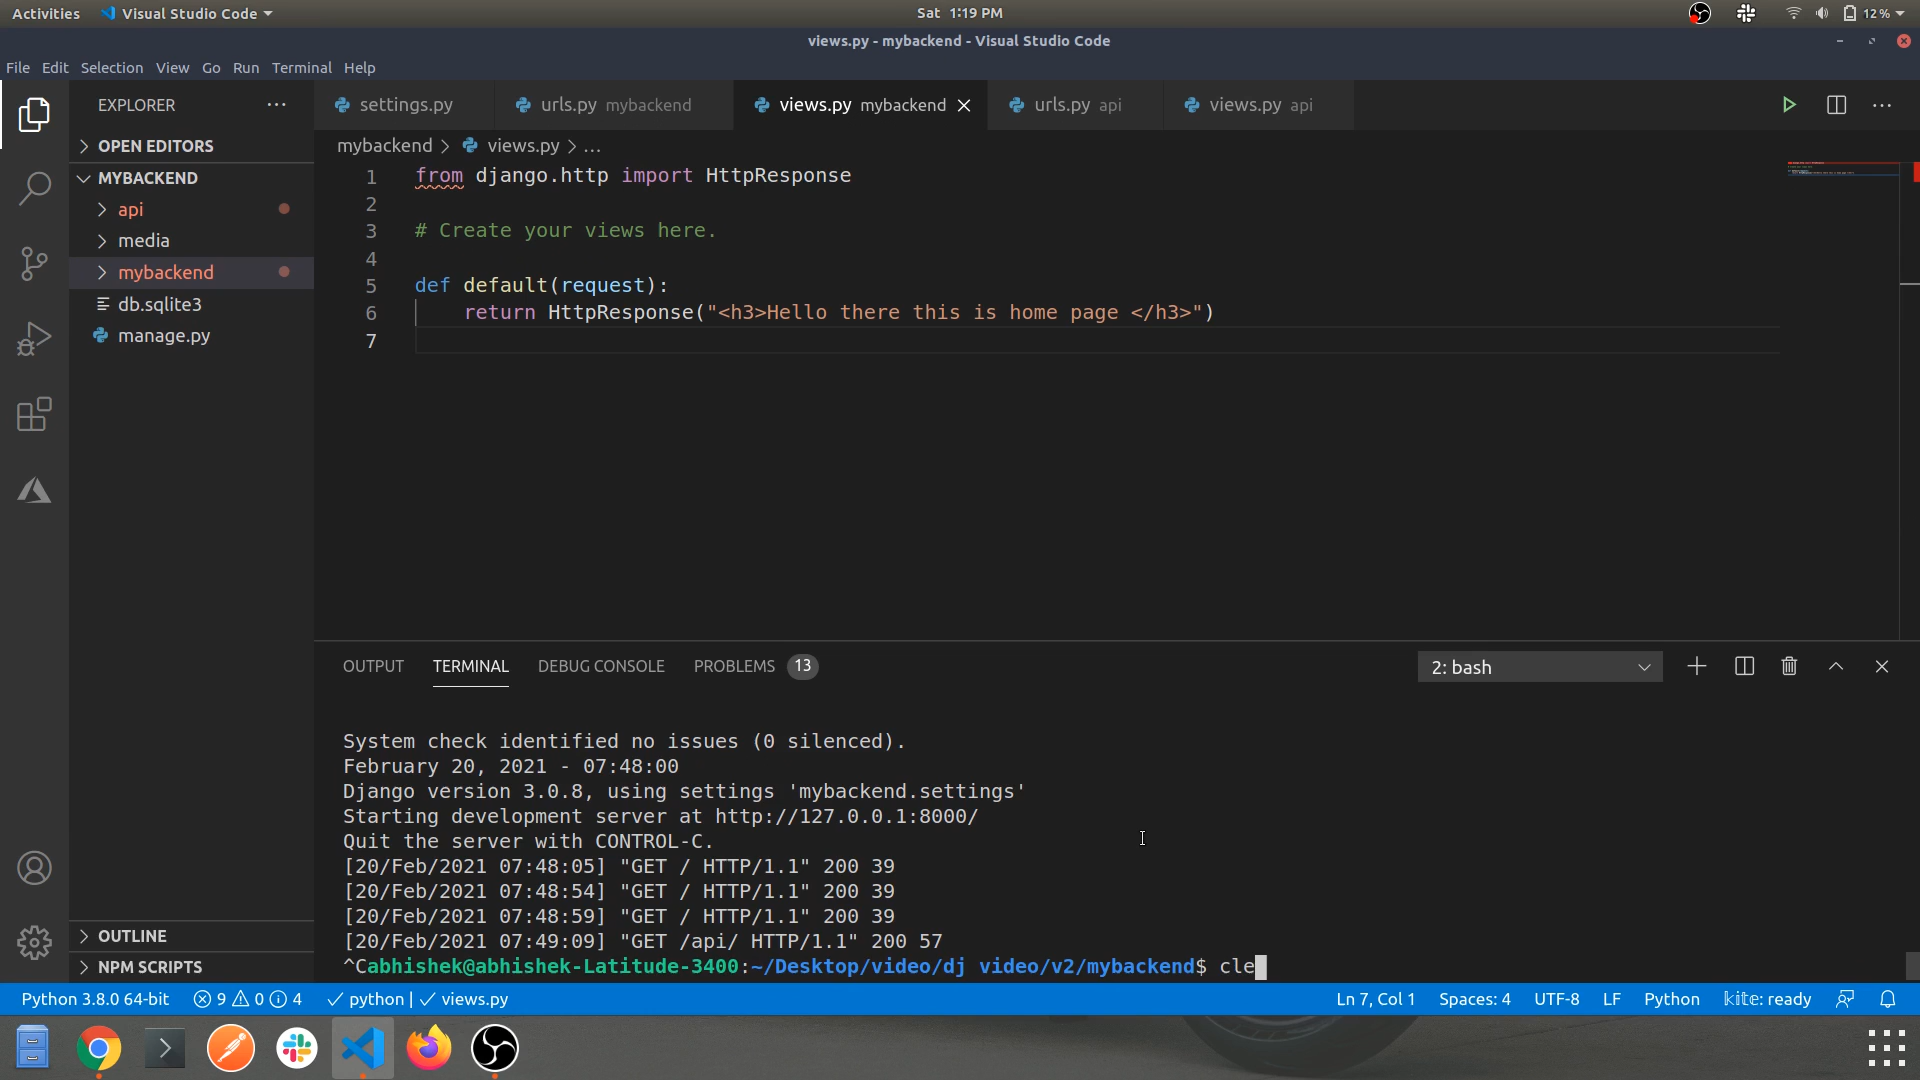 Activities Visual Studio Code Sat 1:19 PM 12%
views.py - mybackend - Visual Studio Code
File Edit Selection View Go Run Terminal Help
EXPLORER ···
settings.py urls.py mybackend views.py mybackend urls.py api views.py api
OPEN EDITORS
MYBACKEND
api
media
mybackend
db.sqlite3
manage.py
OUTLINE
NPM SCRIPTS
mybackend > views.py > ...
1 from django.http import HttpResponse
2
3 # Create your views here.
4
5 def default(request):
6 return HttpResponse("<h3>Hello there this is home page </h3>")
7
OUTPUT TERMINAL DEBUG CONSOLE PROBLEMS 13 2: bash
System check identified no issues (0 silenced).
February 20, 2021 - 07:48:00
Django version 3.0.8, using settings 'mybackend.settings'
Starting development server at http://127.0.0.1:8000/
Quit the server with CONTROL-C.
[20/Feb/2021 07:48:05] "GET / HTTP/1.1" 200 39
[20/Feb/2021 07:48:54] "GET / HTTP/1.1" 200 39
[20/Feb/2021 07:48:59] "GET / HTTP/1.1" 200 39
[20/Feb/2021 07:49:09] "GET /api/ HTTP/1.1" 200 57
^Cabhishek@abhishek-Latitude-3400:~/Desktop/video/dj video/v2/mybackend$ cle
Python 3.8.0 64-bit 9 0 4 ✓ python | ✓ views.py Ln 7, Col 1 Spaces: 4 UTF-8 LF Python kite: ready